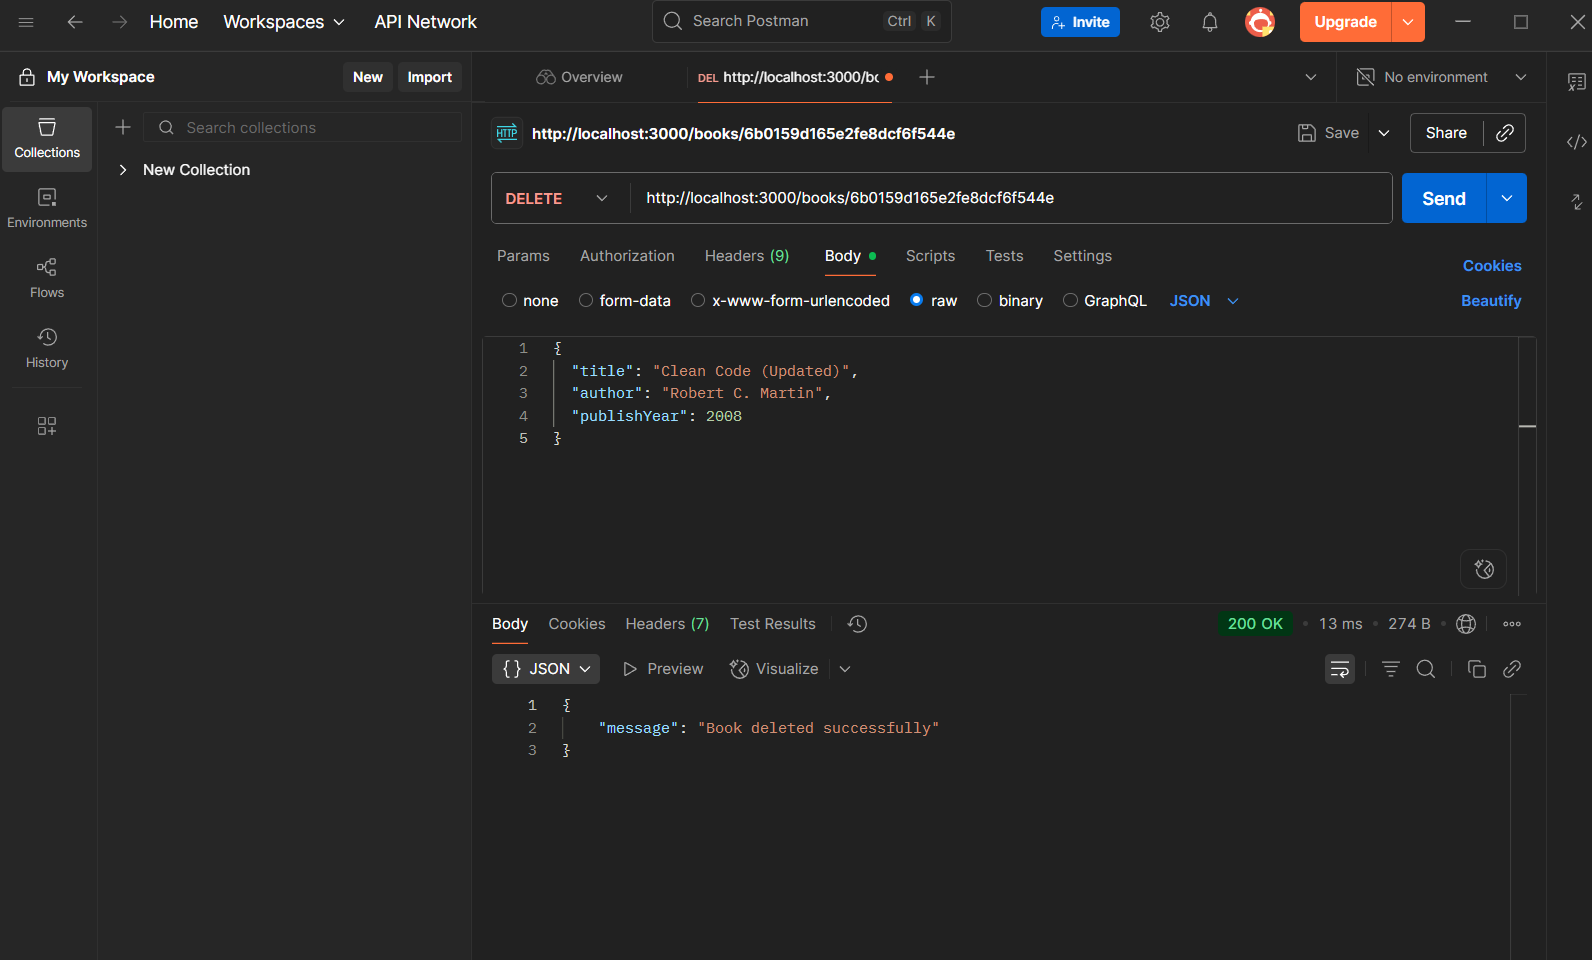 Home Workspaces API Network Search Postman Ctrl K Invite Upgrade
My Workspace New Import Overview DEL http://localhost:3000/bo No environment
Collections
Environments
Flows
History
Search collections
New Collection
HTTP http://localhost:3000/books/6b0159d165e2fe8dcf6f544e Save Share
DELETE http://localhost:3000/books/6b0159d165e2fe8dcf6f544e Send
Params Authorization Headers (9) Body Scripts Tests Settings Cookies
none form-data x-www-form-urlencoded raw binary GraphQL JSON Beautify
1 {
2 "title": "Clean Code (Updated)",
3 "author": "Robert C. Martin",
4 "publishYear": 2008
5 }
Body Cookies Headers (7) Test Results 200 OK • 13 ms • 274 B •
{} JSON Preview Visualize
1 {
2 "message": "Book deleted successfully"
3 }